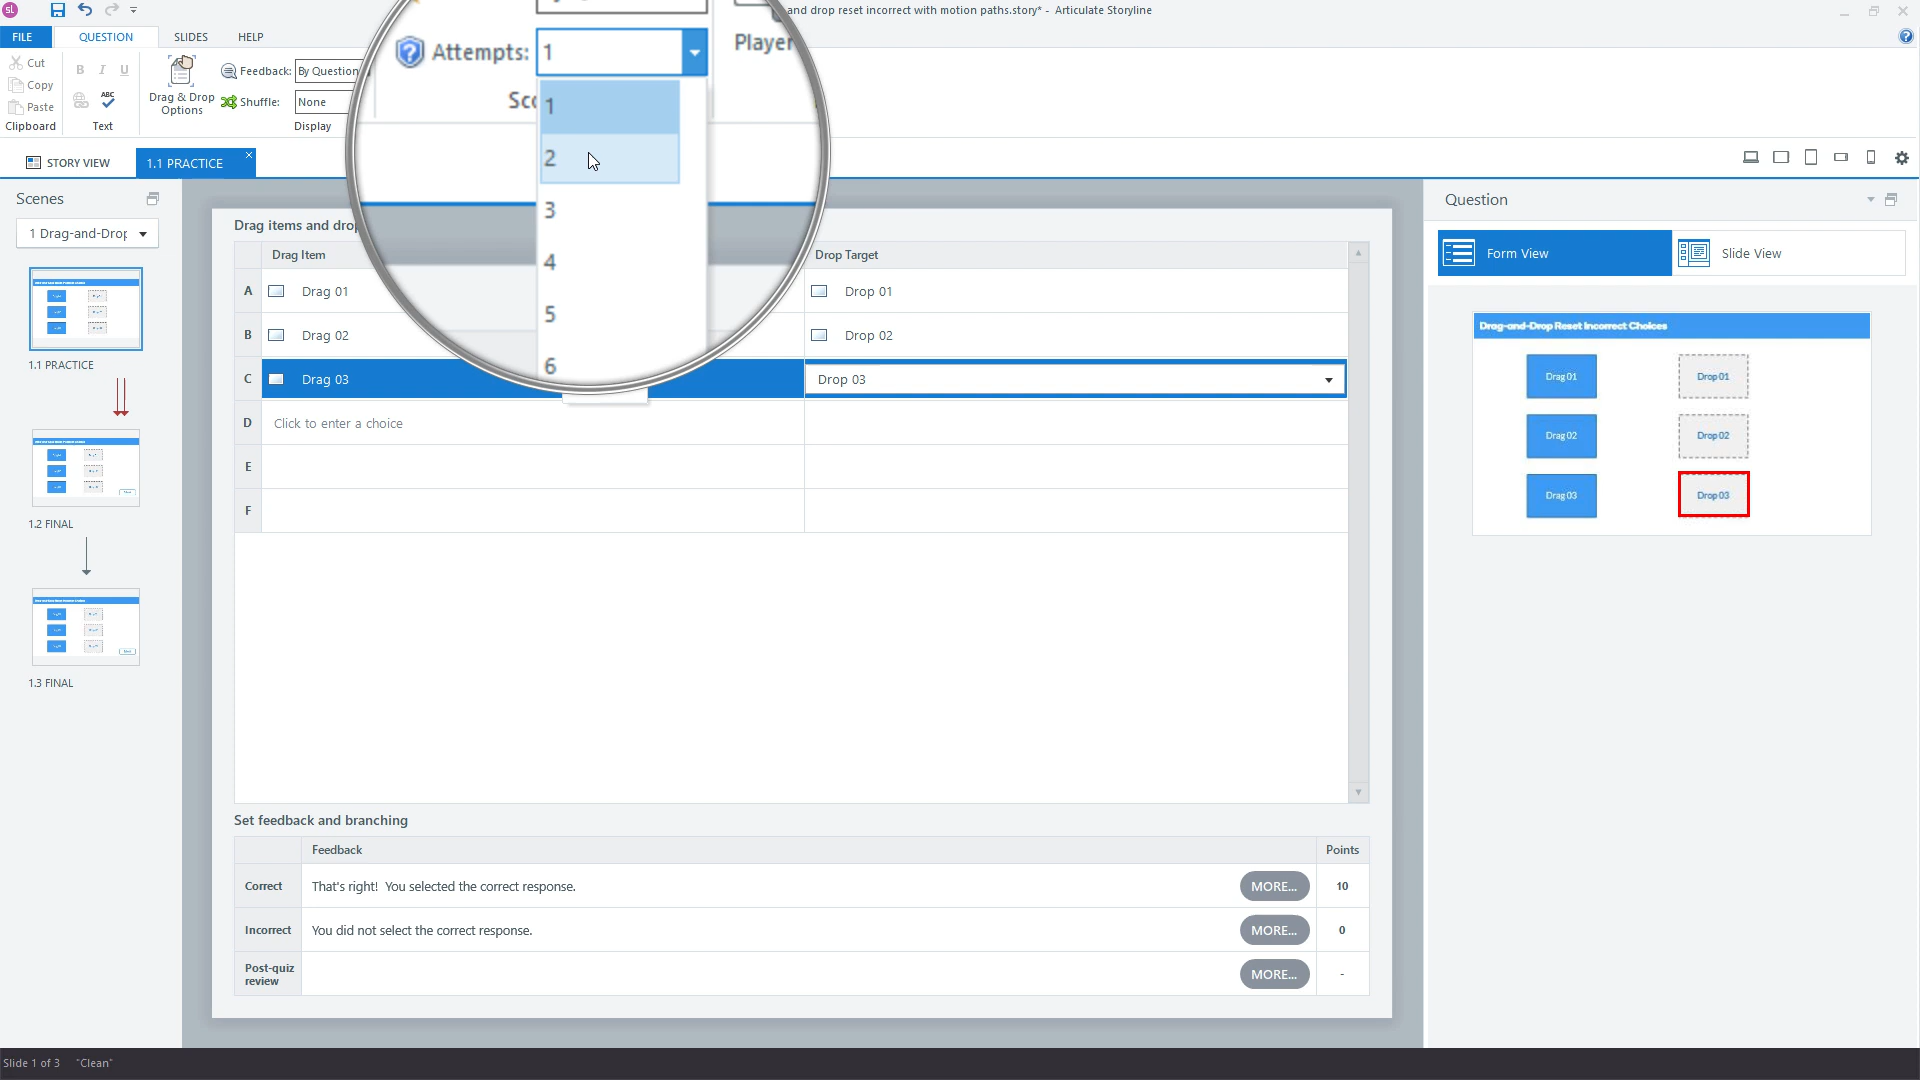 sl
and drop reset incorrect with motion paths.story* - Articulate Storyline
FILE
QUESTION
SLIDES
HELP
Cut
Copy
Paste
Clipboard
B I U
ABC
Text
Drag & Drop
Options
Feedback:
By Question
Shuffle:
None
Display
Attempts:
1
Player
1
2
3
4
5
6
STORY VIEW
1.1 PRACTICE
Scenes
1 Drag-and-Drop
1.1 PRACTICE
1.2 FINAL
1.3 FINAL
Drag items and drop
Drag Item
Drop Target
A
Drag 01
Drop 01
B
Drag 02
Drop 02
C
Drag 03
Drop 03
D
Click to enter a choice
E
F
Set feedback and branching
Feedback
Points
Correct
That's right! You selected the correct response.
MORE...
10
Incorrect
You did not select the correct response.
MORE...
0
Post-quiz
review
MORE...
-
Question
Form View
Slide View
Drag-and-Drop Reset Incorrect Choices
Drag 01
Drop 01
Drag 02
Drop 02
Drag 03
Drop 03
Slide 1 of 3
"Clean"